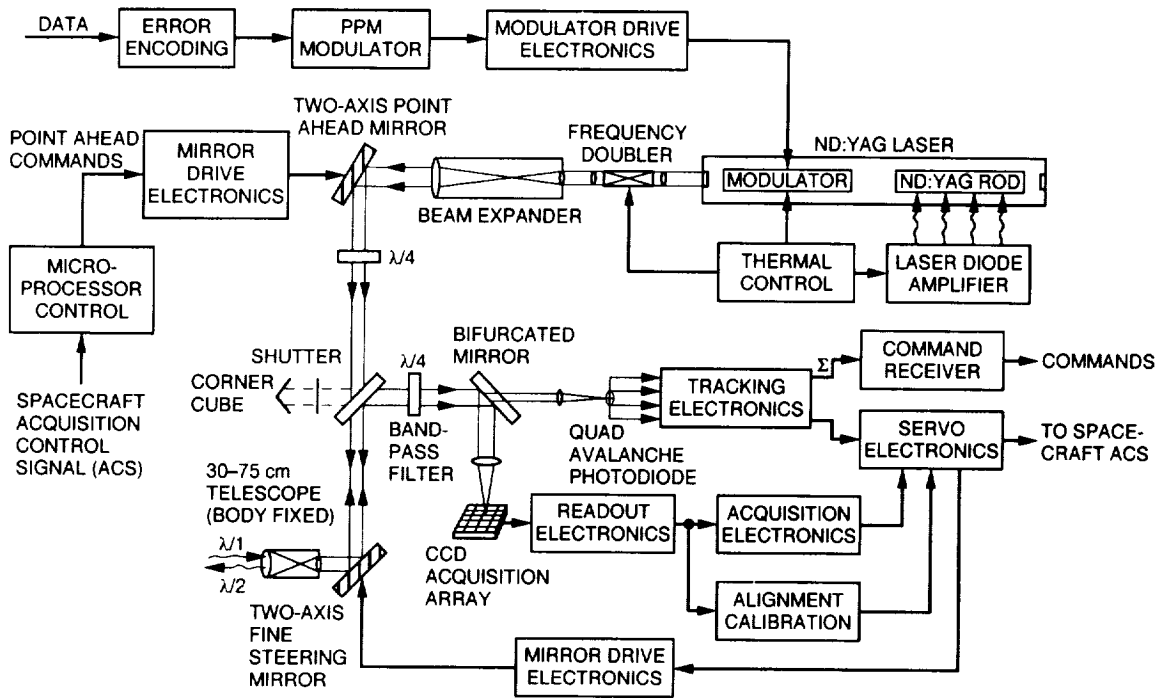 DATA
ERROR
ENCODING
PPM
MODULATOR
MODULATOR DRIVE
ELECTRONICS
TWO-AXIS POINT
AHEAD MIRROR
POINT AHEAD
COMMANDS
MIRROR
DRIVE
ELECTRONICS
FREQUENCY
DOUBLER
ND:YAG LASER
MODULATOR
ND:YAG ROD
BEAM EXPANDER
λ/4
MICRO-
PROCESSOR
CONTROL
THERMAL
CONTROL
LASER DIODE
AMPLIFIER
BIFURCATED
MIRROR
SHUTTER
λ/4
CORNER
CUBE
TRACKING
ELECTRONICS
Σ
COMMAND
RECEIVER
COMMANDS
SPACECRAFT
ACQUISITION
CONTROL
SIGNAL (ACS)
BAND-
PASS
FILTER
QUAD
AVALANCHE
PHOTODIODE
SERVO
ELECTRONICS
TO SPACE-
CRAFT ACS
30–75 cm
TELESCOPE
(BODY FIXED)
λ/1
λ/2
CCD
ACQUISITION
ARRAY
READOUT
ELECTRONICS
ACQUISITION
ELECTRONICS
ALIGNMENT
CALIBRATION
TWO-AXIS
FINE
STEERING
MIRROR
MIRROR DRIVE
ELECTRONICS